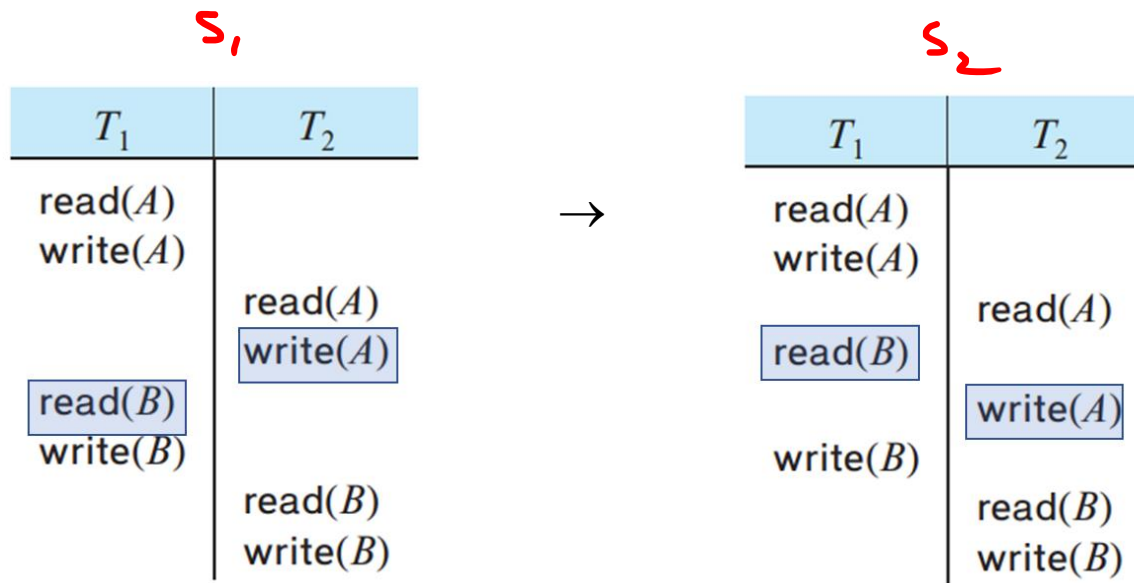 S₁
S₂
T₁ T₂
read(A)
write(A)
read(A)
write(A)
read(B)
write(B)
read(B)
write(B)
→
T₁ T₂
read(A)
write(A)
read(A)
read(B)
write(A)
write(B)
read(B)
write(B)